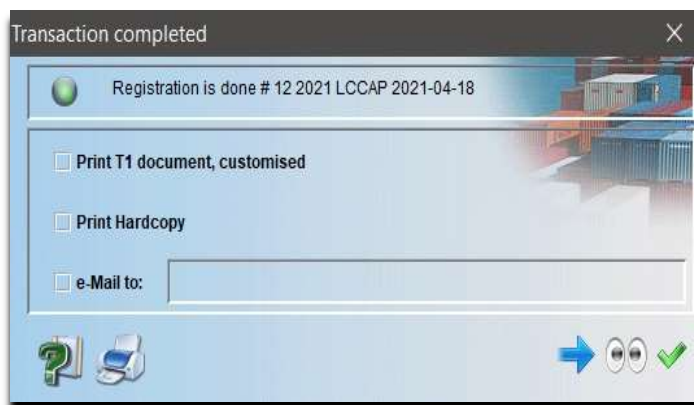 Transaction completed
Registration is done # 12 2021 LCCAP 2021-04-18
Print T1 document, customised
Print Hardcopy
e-Mail to: